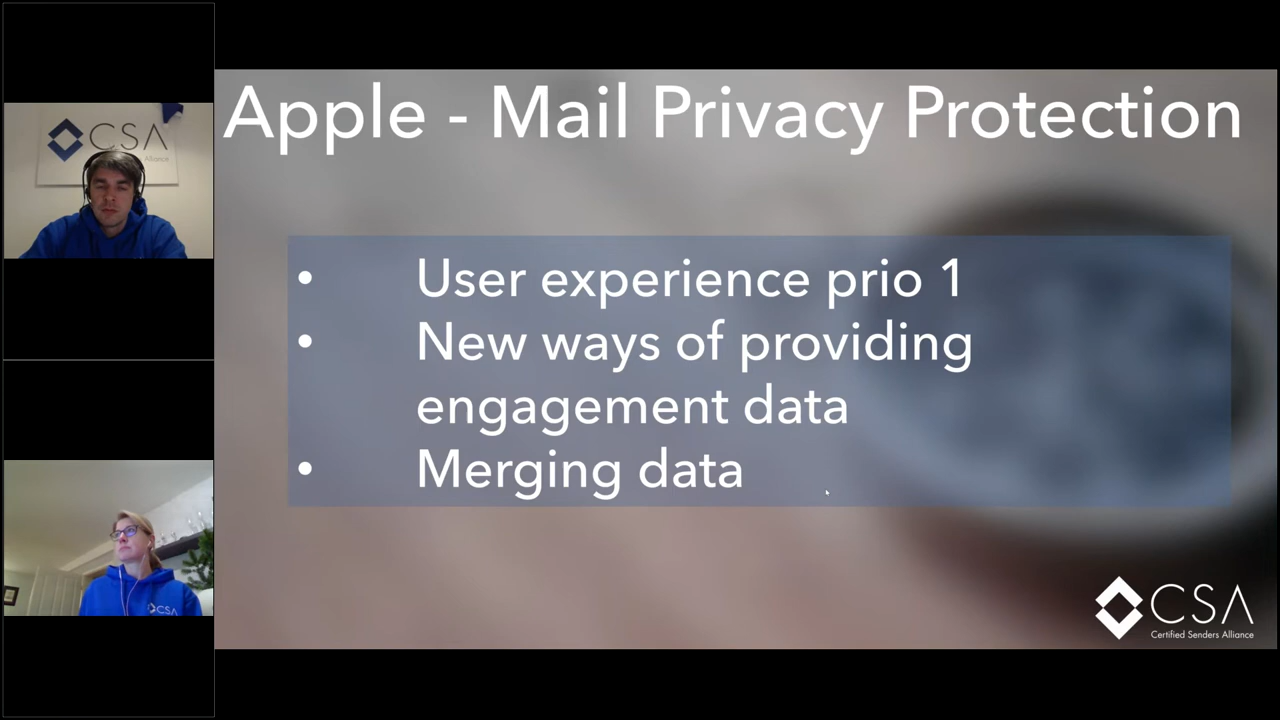 CSA
Alliance
Apple - Mail Privacy Protection
• User experience prio 1
• New ways of providing
engagement data
• Merging data
CSA
CSA
Certified Senders Alliance